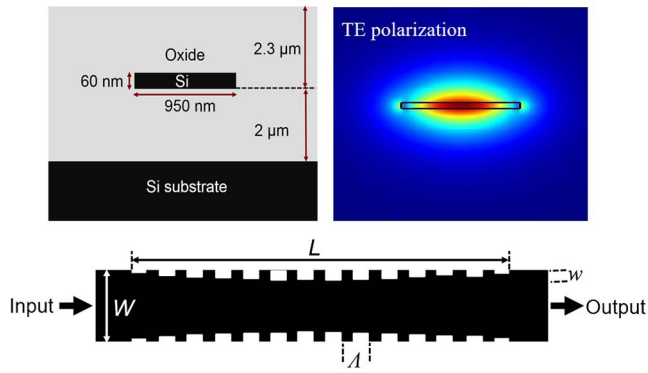 Oxide
2.3 µm
60 nm
Si
950 nm
2 µm
Si substrate
TE polarization
L
w
Input
W
Output
Λ